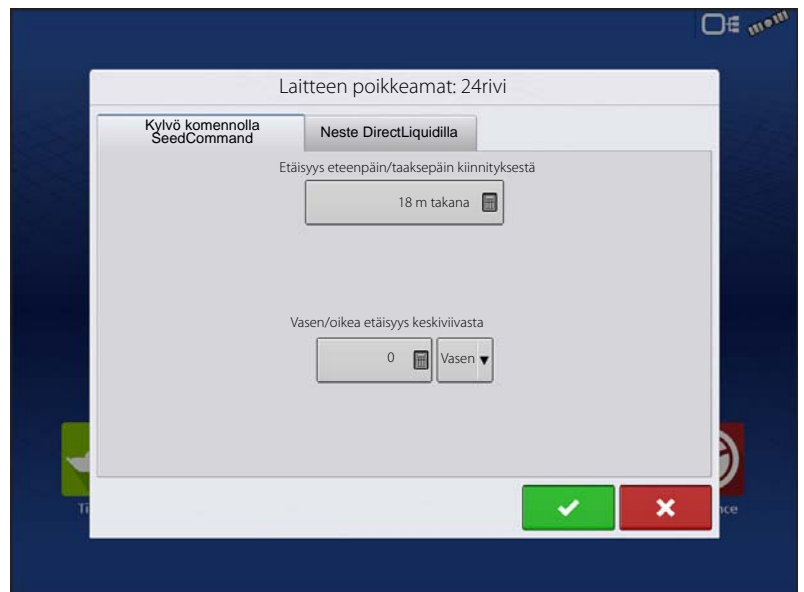 Laitteen poikkeamat: 24rivi
Kylvö komennolla
SeedCommand
Neste DirectLiquidilla
Etäisyys eteenpäin/taaksepäin kiinnityksestä
18 m takana
Vasen/oikea etäisyys keskiviivasta
0
Vasen